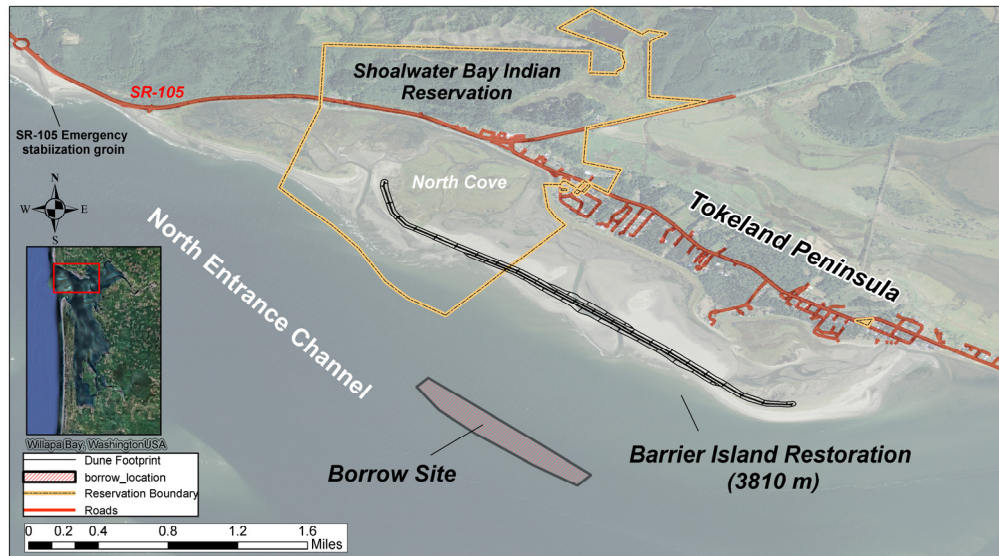 Shoalwater Bay Indian
Reservation
SR-105
SR-105 Emergency
stabiization groin
North Cove
N
W
E
S
Tokeland Peninsula
North Entrance Channel
Willapa Bay, WashingtonUSA
Borrow Site
Barrier Island Restoration
(3810 m)
Dune Footprint
borrow_location
Reservation Boundary
Roads
0 0.2 0.4 0.8 1.2 1.6
Miles